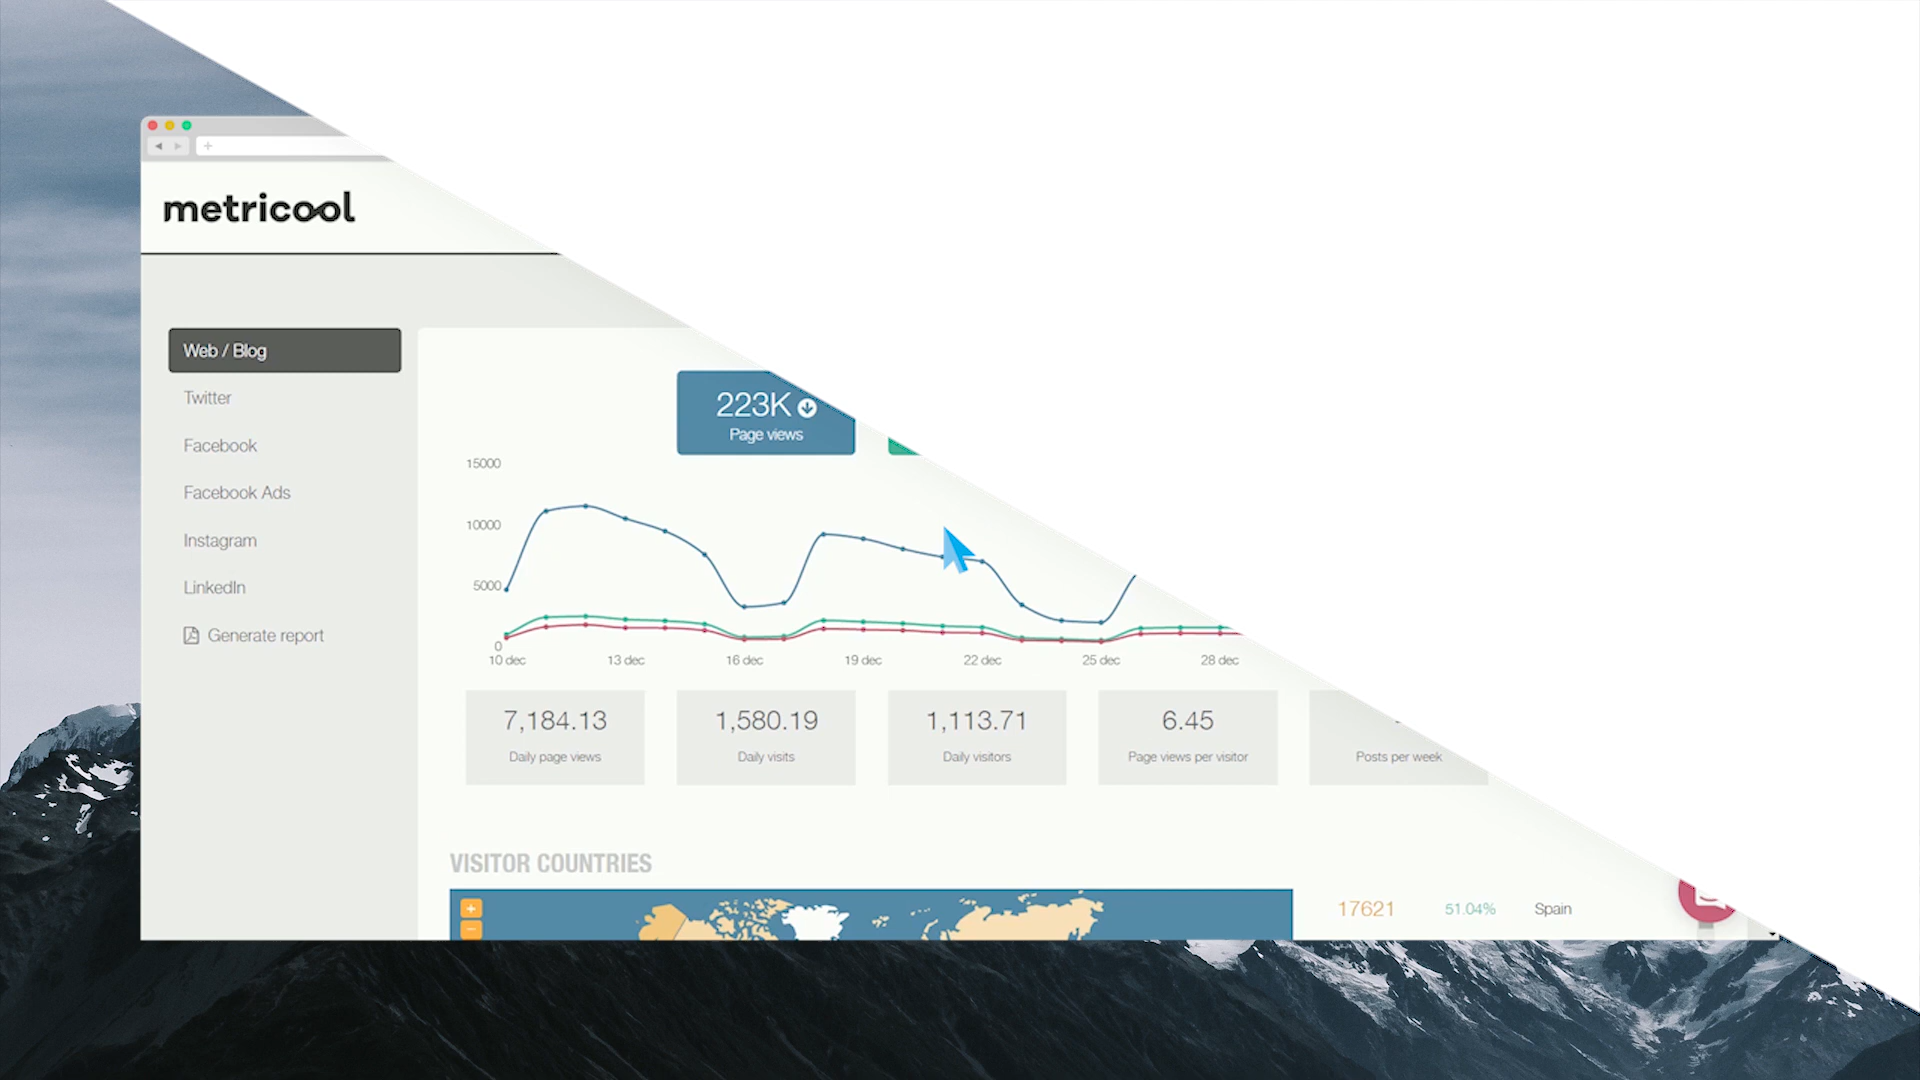 metricool
Web / Blog
Twitter
Facebook
Facebook Ads
Instagram
LinkedIn
Generate report
223K
Page views
15000
10000
5000
0
10 dec 13 dec 16 dec 19 dec 22 dec 25 dec 28 dec
7,184.13 1,580.19 1,113.71 6.45
Daily page views Daily visits Daily visitors Page views per visitor Posts per week
VISITOR COUNTRIES
17621 51.04% Spain